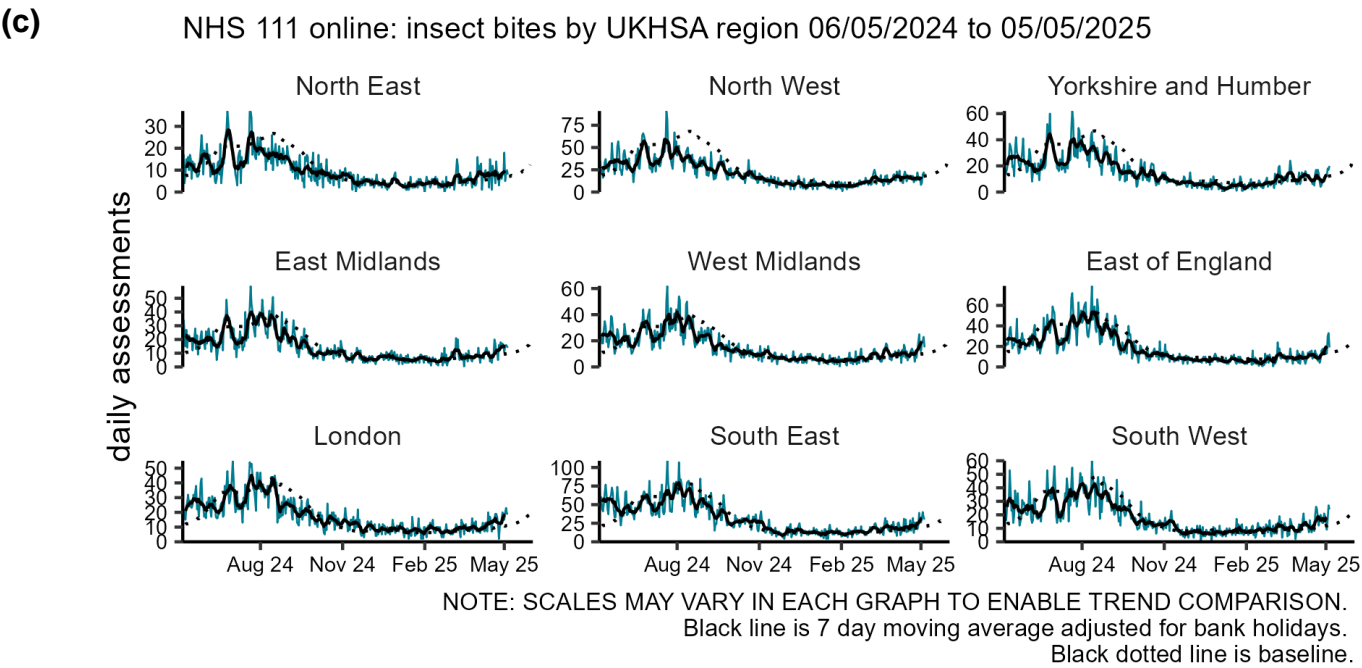 (c)
NHS 111 online: insect bites by UKHSA region 06/05/2024 to 05/05/2025
daily assessments
North East
30
20
10
0
North West
75
50
25
0
Yorkshire and Humber
60
40
20
0
East Midlands
50
40
30
20
10
0
West Midlands
60
40
20
0
East of England
60
40
20
0
London
50
40
30
20
10
0
Aug 24 Nov 24 Feb 25 May 25
South East
100
75
50
25
0
Aug 24 Nov 24 Feb 25 May 25
South West
60
50
40
30
20
10
0
Aug 24 Nov 24 Feb 25 May 25
NOTE: SCALES MAY VARY IN EACH GRAPH TO ENABLE TREND COMPARISON.
Black line is 7 day moving average adjusted for bank holidays.
Black dotted line is baseline.